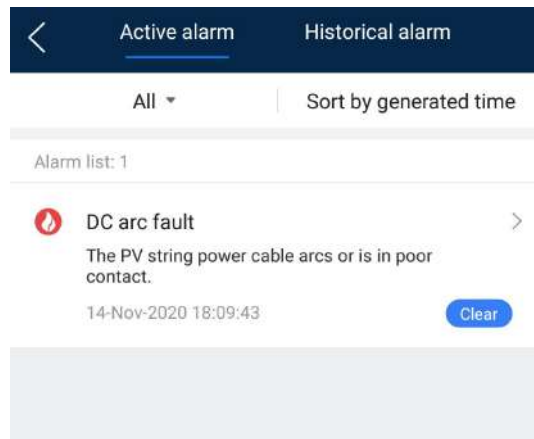 Active alarm Historical alarm
All Sort by generated time
Alarm list: 1
DC arc fault
The PV string power cable arcs or is in poor
contact.
14-Nov-2020 18:09:43 Clear